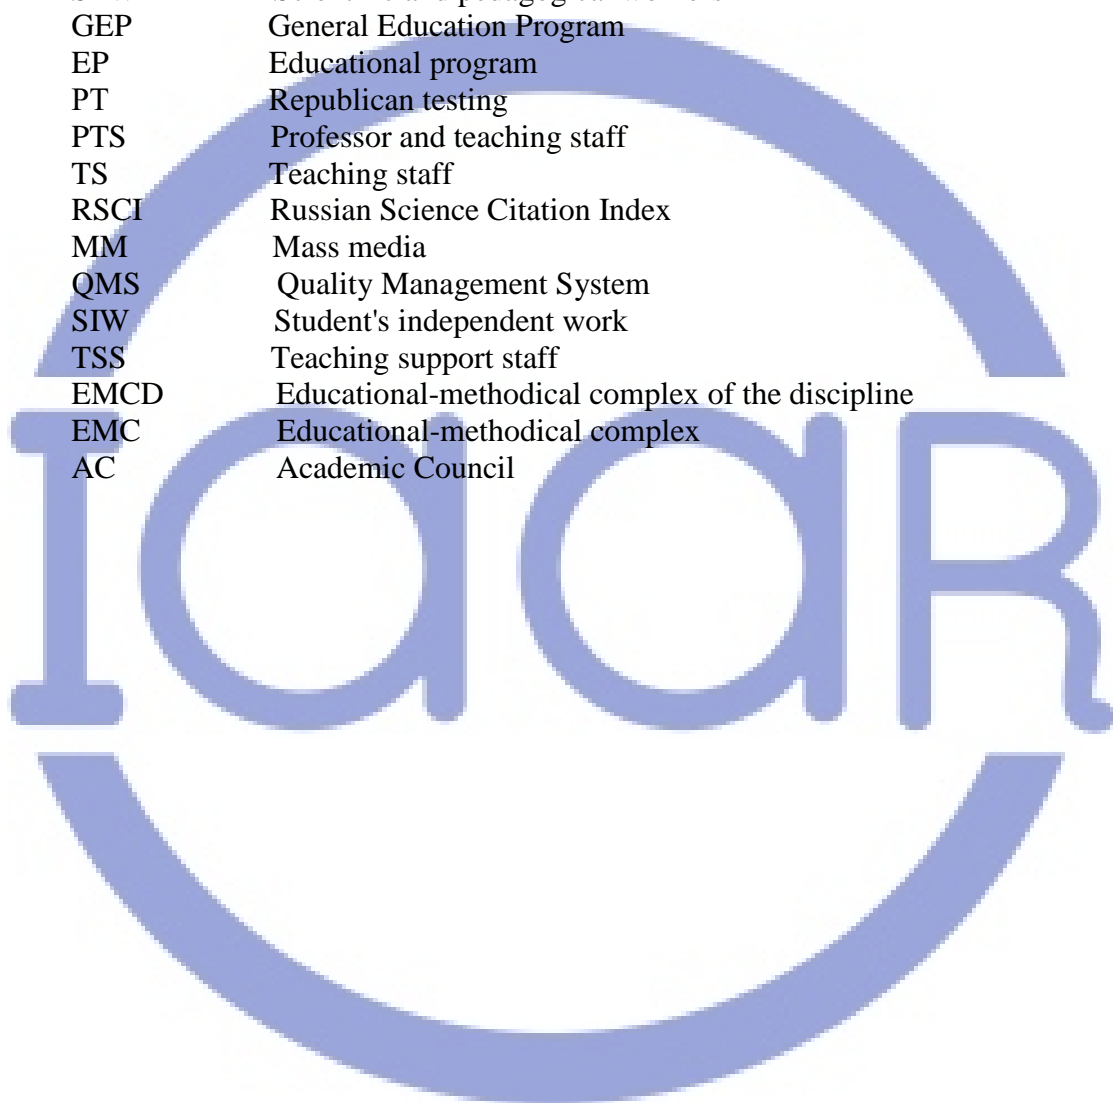 GEP General Education Program
EP Educational program
PT Republican testing
PTS Professor and teaching staff
TS Teaching staff
RSCI Russian Science Citation Index
MM Mass media
QMS Quality Management System
SIW Student's independent work
TSS Teaching support staff
EMCD Educational-methodical complex of the discipline
EMC Educational-methodical complex
AC Academic Council
IaaR